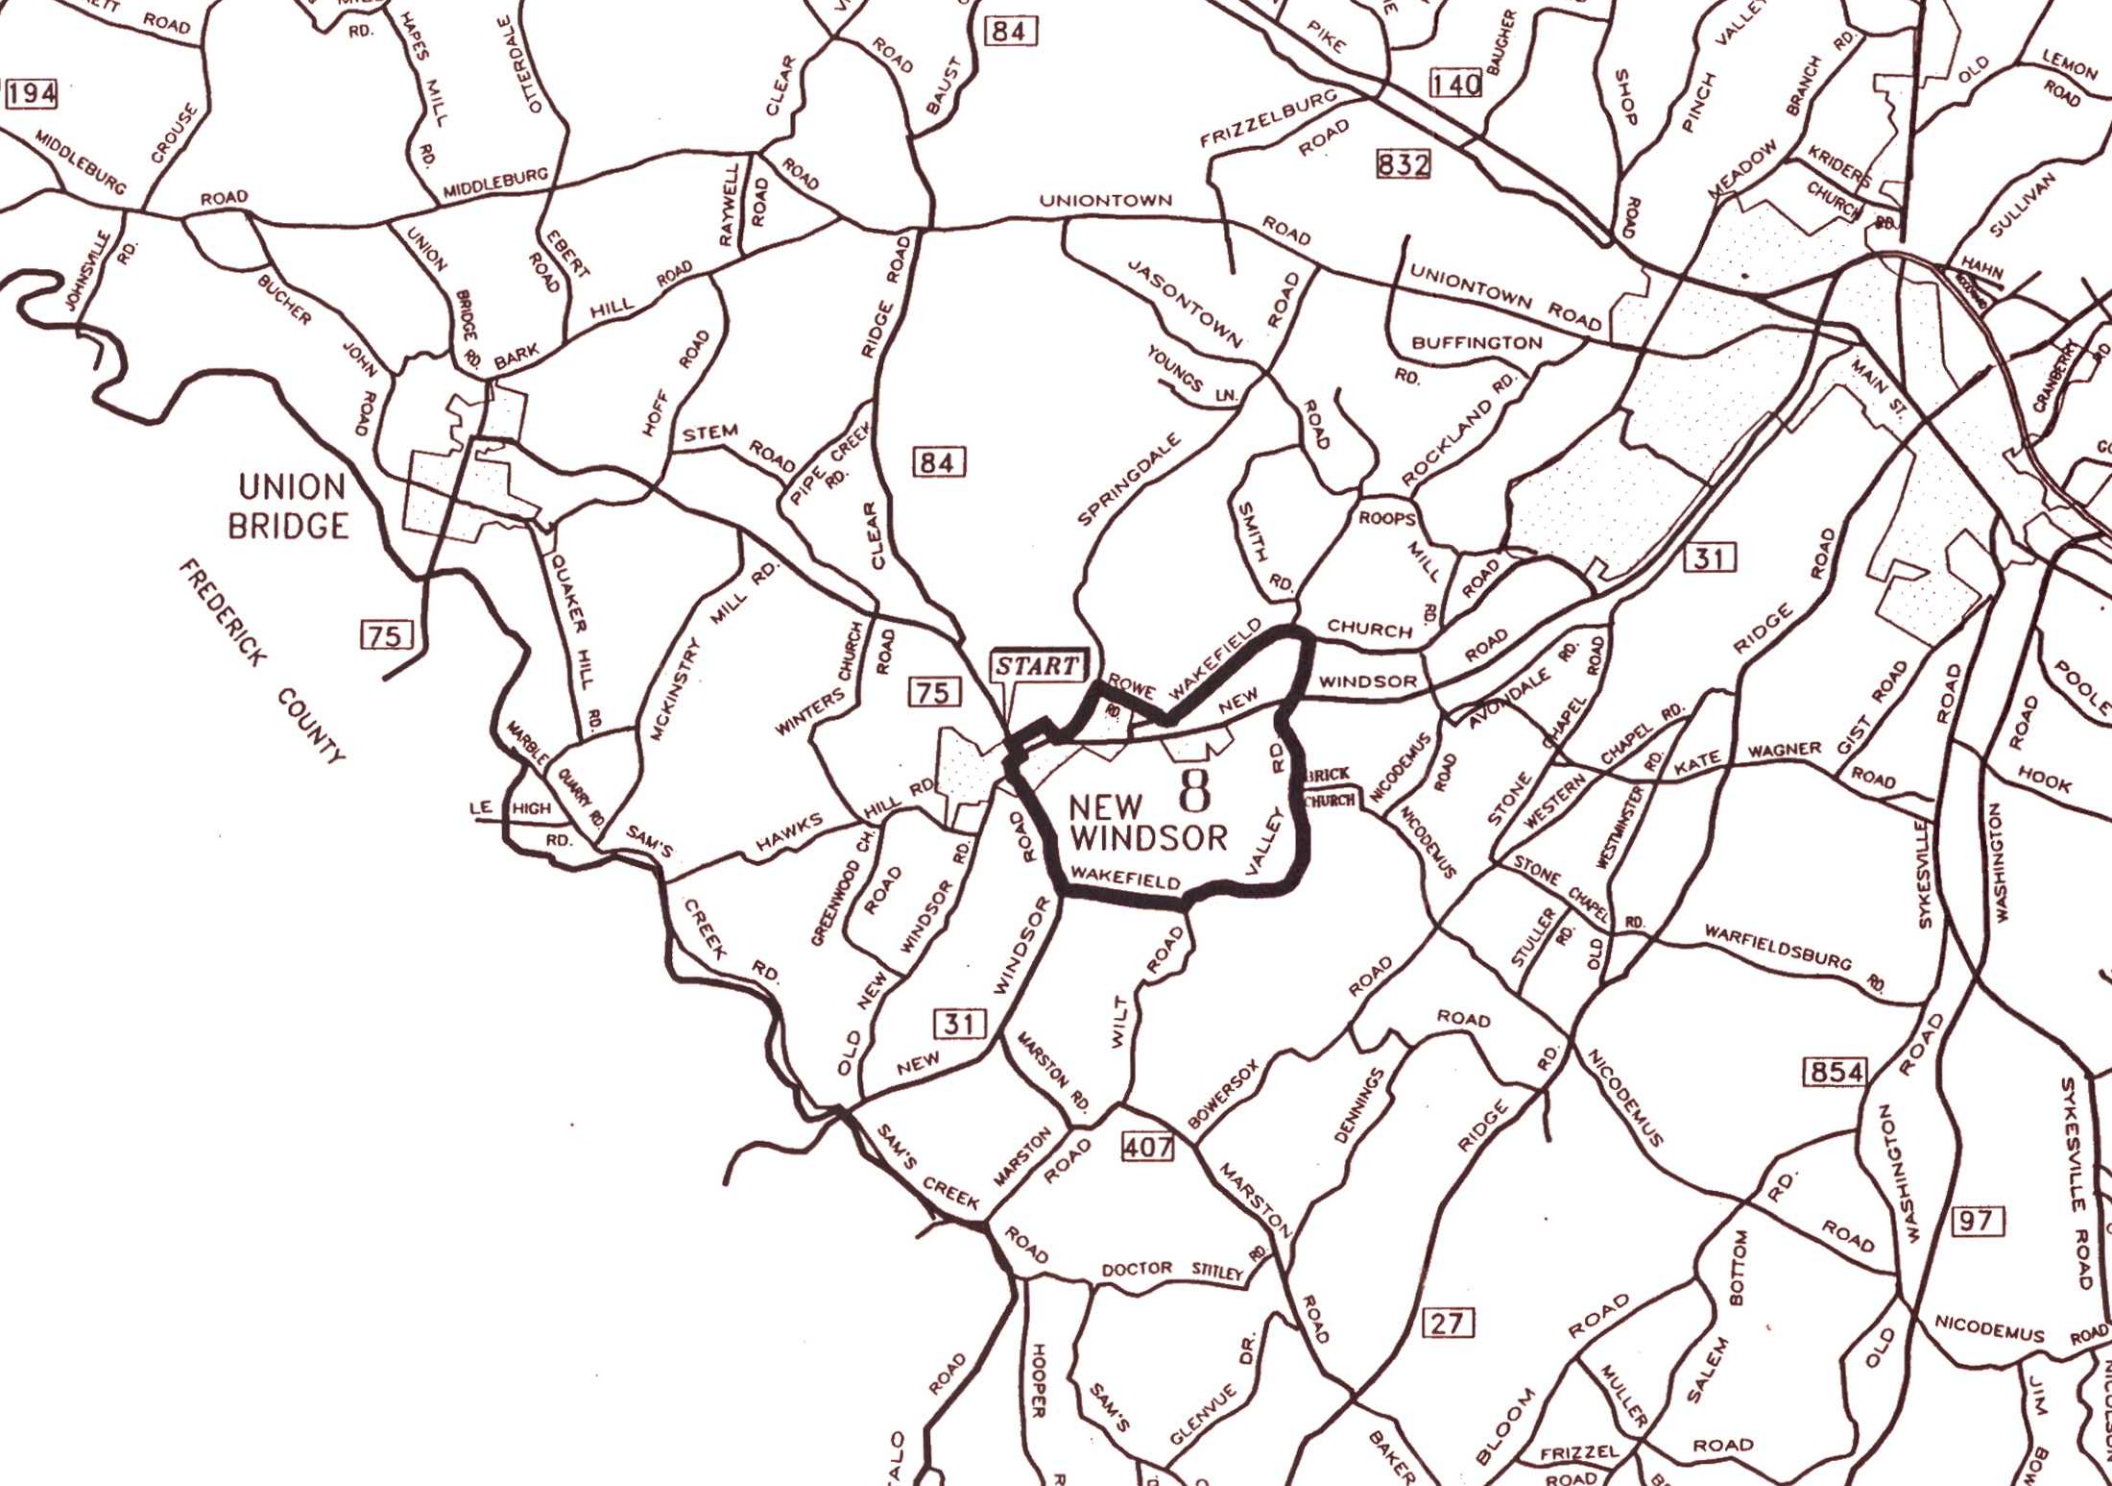 ROAD
RD.
HAPES
MILL
RD.
OTTERDALE
CLEAR
ROAD
BAUST
84
PIKE
140
BAUGHER
SHOP
ROAD
PINCH
VALLEY
BRANCH
RD.
MEADOW
OLD
LEMON
ROAD
194
CROUSE
MIDDLEBURG
ROAD
MIDDLEBURG
ROAD
RAYWELL
ROAD
FRIZZELBURG
ROAD
832
KRIDERS
CHURCH
RD.
SULLIVAN
HAHN
UNIONTOWN
ROAD
JOHNSVILLE
RD.
BUCHER
JOHN
ROAD
UNION
BRIDGE
RD.
EBERT
ROAD
BARK
HILL
ROAD
HOFF
ROAD
RIDGE
ROAD
JASONTOWN
ROAD
ROAD
YOUNGS
LN.
UNIONTOWN
ROAD
BUFFINGTON
RD.
ROCKLAND
RD.
MAIN
ST.
CRANBERRY
RD
STEM
ROAD
PIPE
CREEK
RD.
84
CLEAR
SPRINGDALE
SMITH
RD.
ROOPS
MILL
RD.
ROAD
31
UNION
BRIDGE
FREDERICK
COUNTY
75
QUAKER
HILL
RD.
MCKINSTRY
MILL
RD.
WINTERS
CHURCH
ROAD
75
START
ROWE
RD.
WAKEFIELD
NEW
WINDSOR
ROAD
CHURCH
AVONDALE
RD.
RIDGE
ROAD
GIST
ROAD
ROAD
ROAD
POOLE
MARBLE
QUARRY
RD.
LE
HIGH
RD.
SAM'S
CREEK
RD.
HAWKS
HILL
RD
GREENWOOD
CH.
ROAD
OLD
NEW
WINDSOR
RD.
ROAD
NEW
WINDSOR
8
WAKEFIELD
VALLEY
RD
BRICK
CHURCH
NICODEMUS
ROAD
NICODEMUS
STONE
CHAPEL
ROAD
WESTERN
CHAPEL
RD.
KATE
WAGNER
ROAD
HOOK
WESTMINSTER
RD.
OLD
STONE
CHAPEL
RD.
STULLER
RD.
WARFIELDSBURG
RD.
SYKESVILLE
WASHINGTON
31
NEW
WINDSOR
WILT
ROAD
MARSTON
RD.
MARSTON
ROAD
407
BOWERSOX
ROAD
DENNINGS
ROAD
RIDGE
RD.
NICODEMUS
ROAD
854
ROAD
WASHINGTON
97
SYKESVILLE
ROAD
SAM'S
CREEK
ROAD
DOCTOR
STITLEY
RD.
MARSTON
ROAD
27
BOTTOM
RD.
SALEM
HOOPER
SAM'S
GLENVUE
DR.
BLOOM
ROAD
MULLER
FRIZZEL
ROAD
ROAD
OLD
NICODEMUS
ROAD
JIM
BOW
BAKER
ROAD